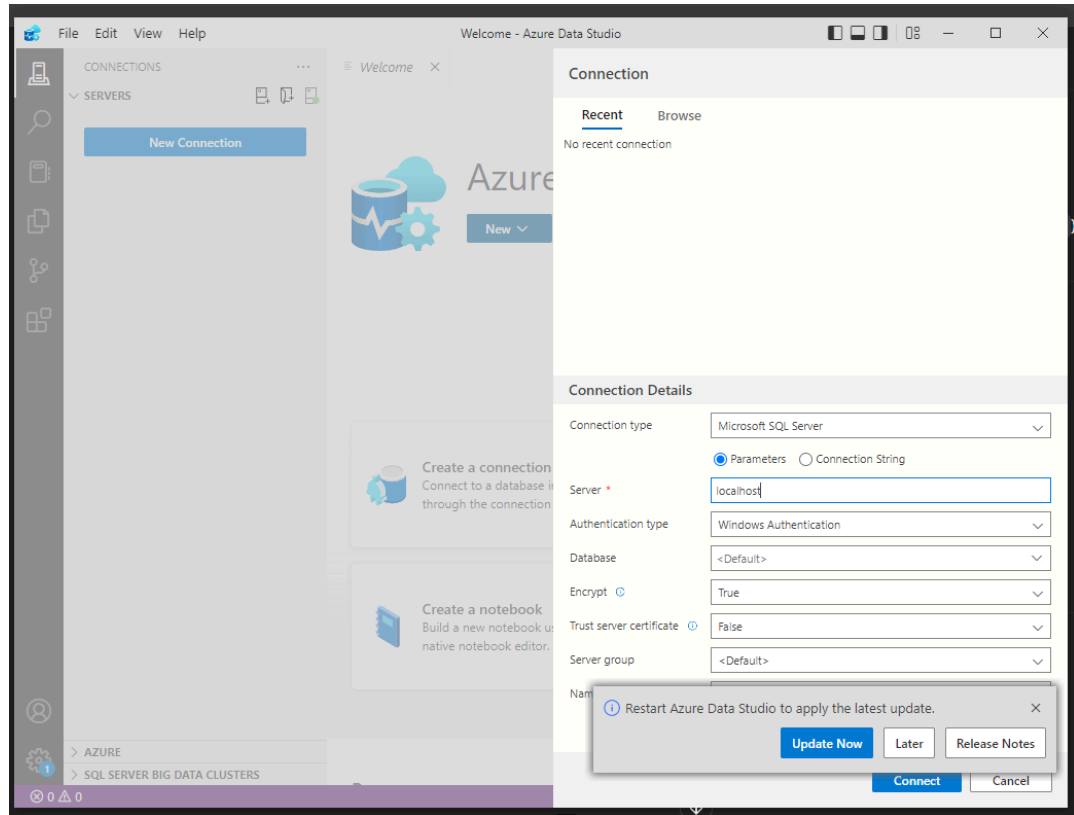 File Edit View Help
Welcome - Azure Data Studio
CONNECTIONS
SERVERS
New Connection
Welcome
Azure
New
Create a connection
Connect to a database
through the connection
Create a notebook
Build a new notebook
native notebook editor.
AZURE
SQL SERVER BIG DATA CLUSTERS
1
0 0
Connection
Recent Browse
No recent connection
Connection Details
Connection type Microsoft SQL Server
Parameters Connection String
Server * localhost
Authentication type Windows Authentication
Database <Default>
Encrypt True
Trust server certificate False
Server group <Default>
Restart Azure Data Studio to apply the latest update.
Update Now Later Release Notes
Connect Cancel